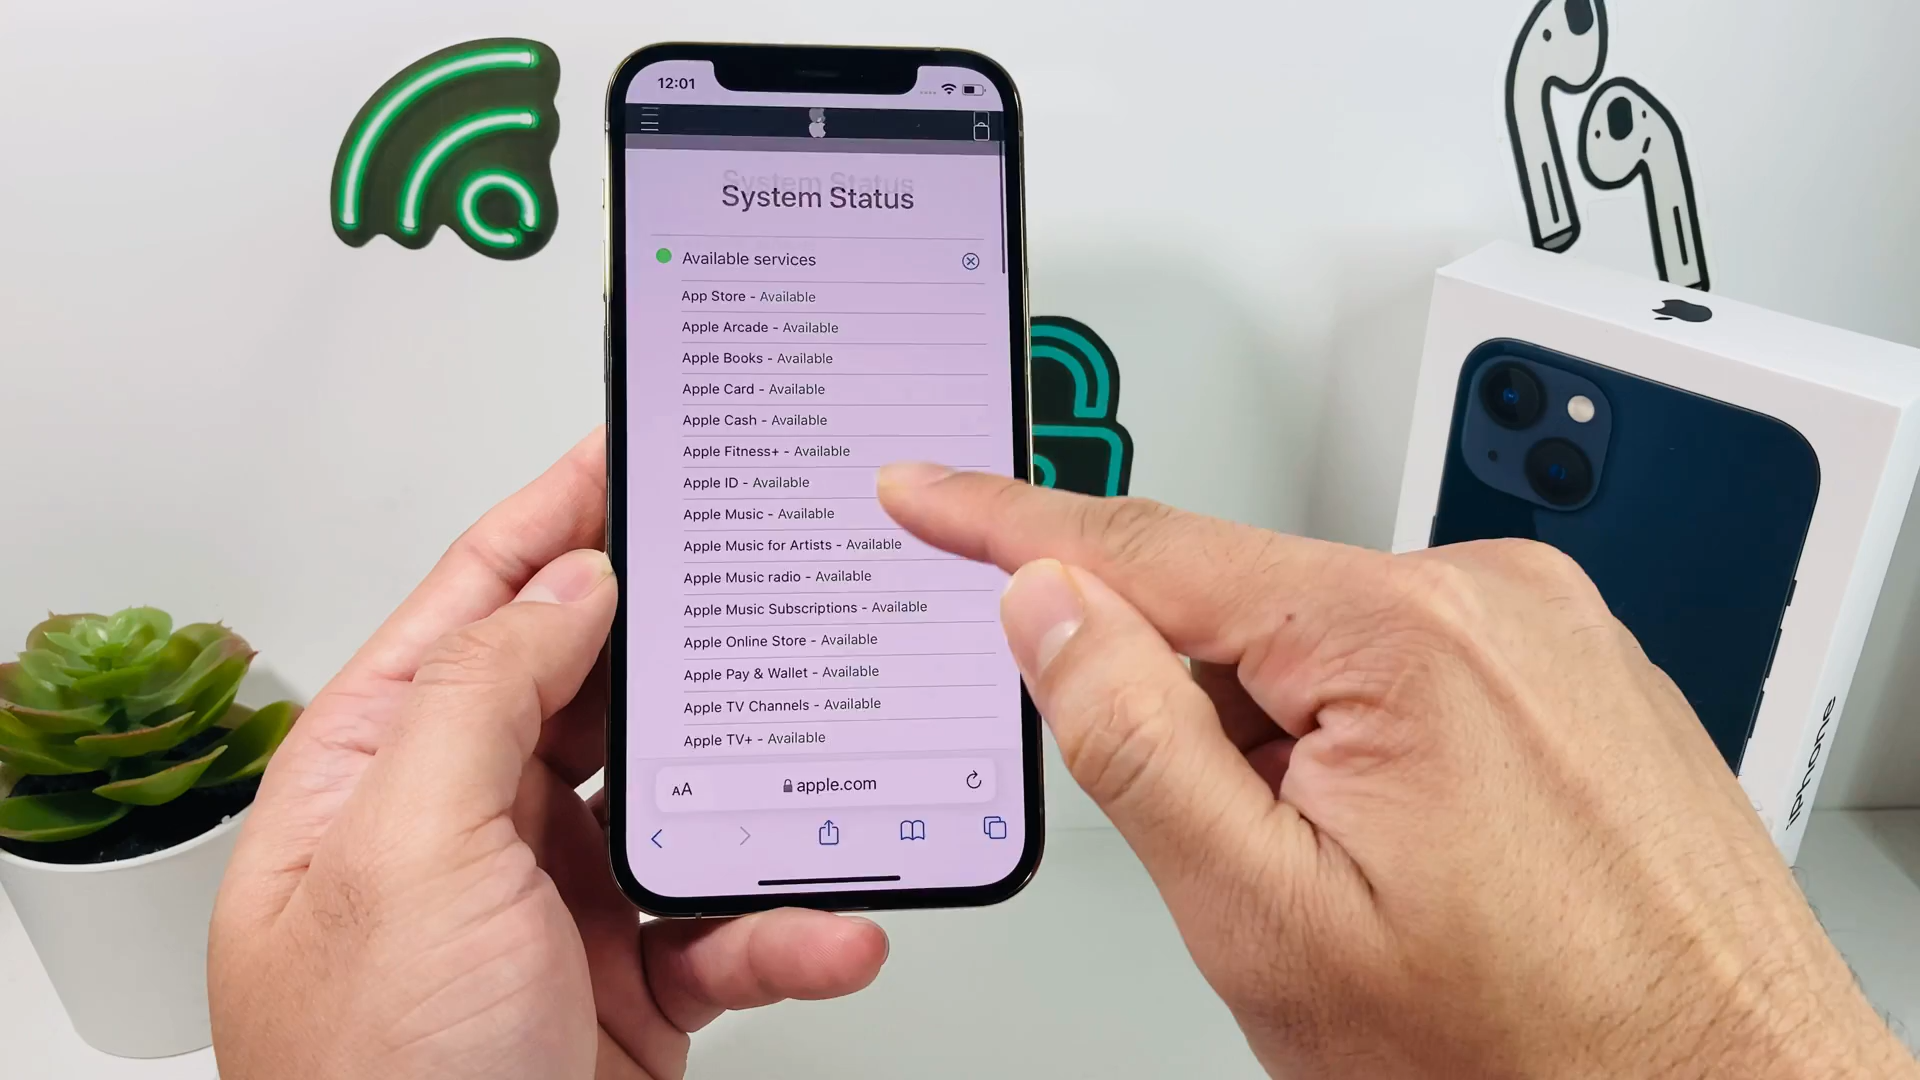 12:01
System Status
Available services
App Store - Available
Apple Arcade - Available
Apple Books - Available
Apple Card - Available
Apple Cash - Available
Apple Fitness+ - Available
Apple ID - Available
Apple Music - Available
Apple Music for Artists - Available
Apple Music radio - Available
Apple Music Subscriptions - Available
Apple Online Store - Available
Apple Pay & Wallet - Available
Apple TV Channels - Available
Apple TV+ - Available
AA apple.com
iPhone